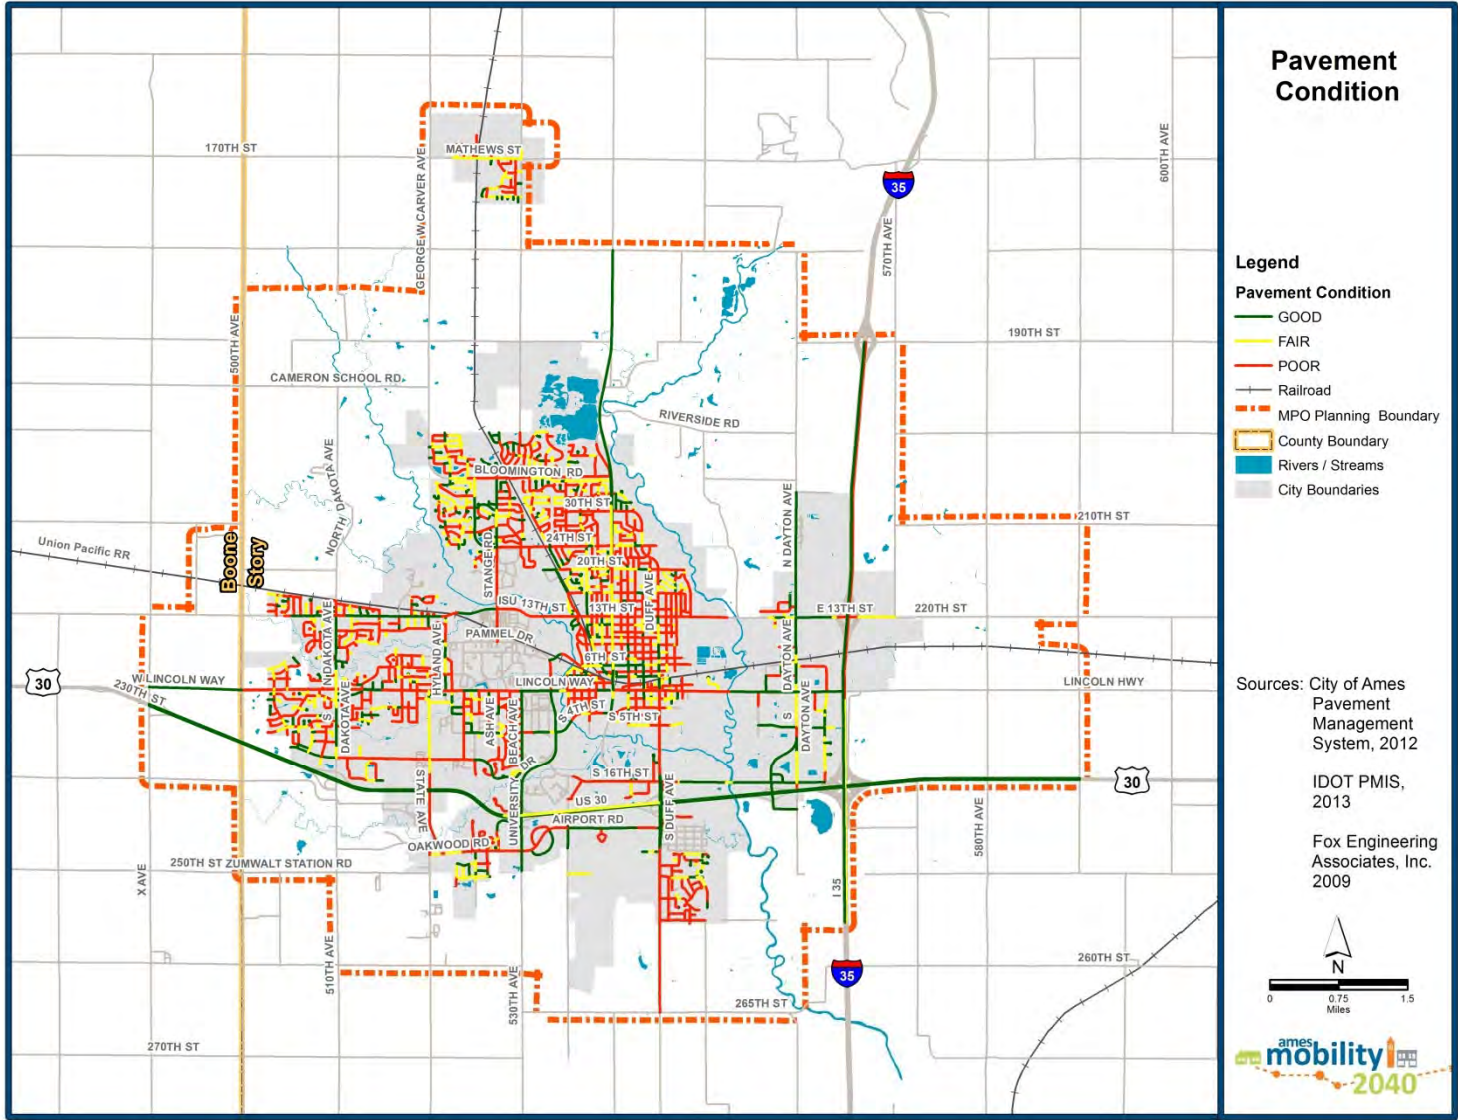 Pavement
Condition
Legend
Pavement Condition
GOOD
FAIR
POOR
Railroad
MPO Planning Boundary
County Boundary
Rivers / Streams
City Boundaries
Sources: City of Ames
Pavement
Management
System, 2012
IDOT PMIS,
2013
Fox Engineering
Associates, Inc.
2009
N
0 0.75 1.5
Miles
ames
mobility
2040
170TH ST
MATHEWS ST
GEORGE W CARVER AVE
600TH AVE
35
570TH AVE
500TH AVE
190TH ST
CAMERON SCHOOL RD
RIVERSIDE RD
NORTH DAKOTA AVE
BLOOMINGTON RD
30TH ST
210TH ST
N DAYTON AVE
Union Pacific RR
Boone
Story
24TH ST
STANGE RD
20TH ST
DUFF AVE
ISU 13TH ST
13TH ST
E 13TH ST
220TH ST
PAMMEL DR
N DAKOTA AVE
HYLAND AVE
6TH ST
DAYTON AVE
30
W LINCOLN WAY
LINCOLN WAY
LINCOLN HWY
230TH ST
S DAKOTA AVE
ASH AVE
BEACH AVE
S 4TH ST
S 5TH ST
S DAYTON AVE
UNIVERSITY DR
S 16TH ST
30
STATE AVE
US 30
AIRPORT RD
S DUFF AVE
OAKWOOD RD
580TH AVE
250TH ST ZUMWALT STATION RD
X AVE
I 35
510TH AVE
530TH AVE
260TH ST
35
265TH ST
270TH ST